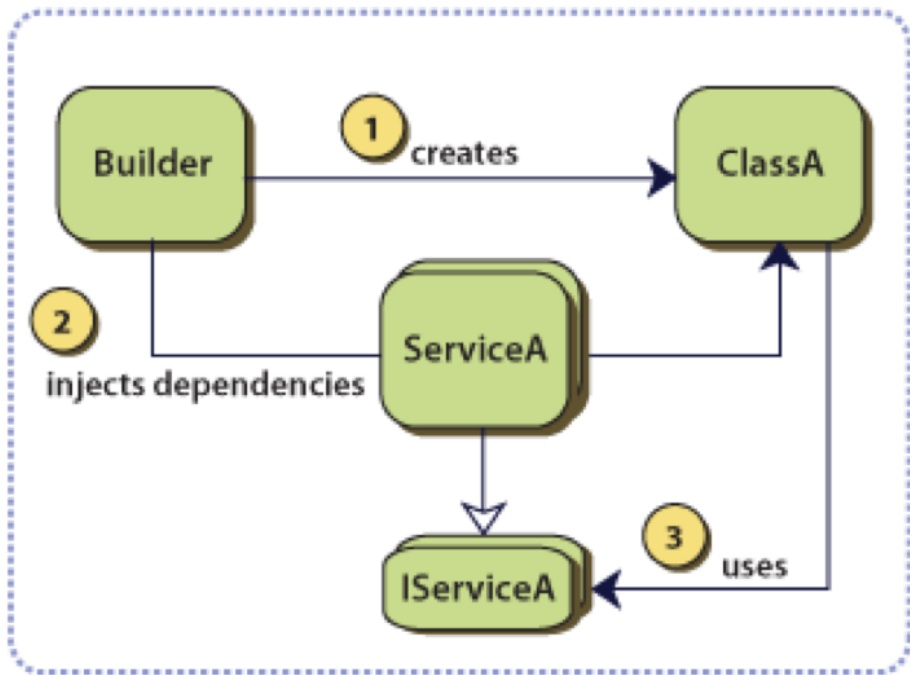 1
creates
Builder
ClassA
2
injects dependencies
ServiceA
3
uses
IServiceA